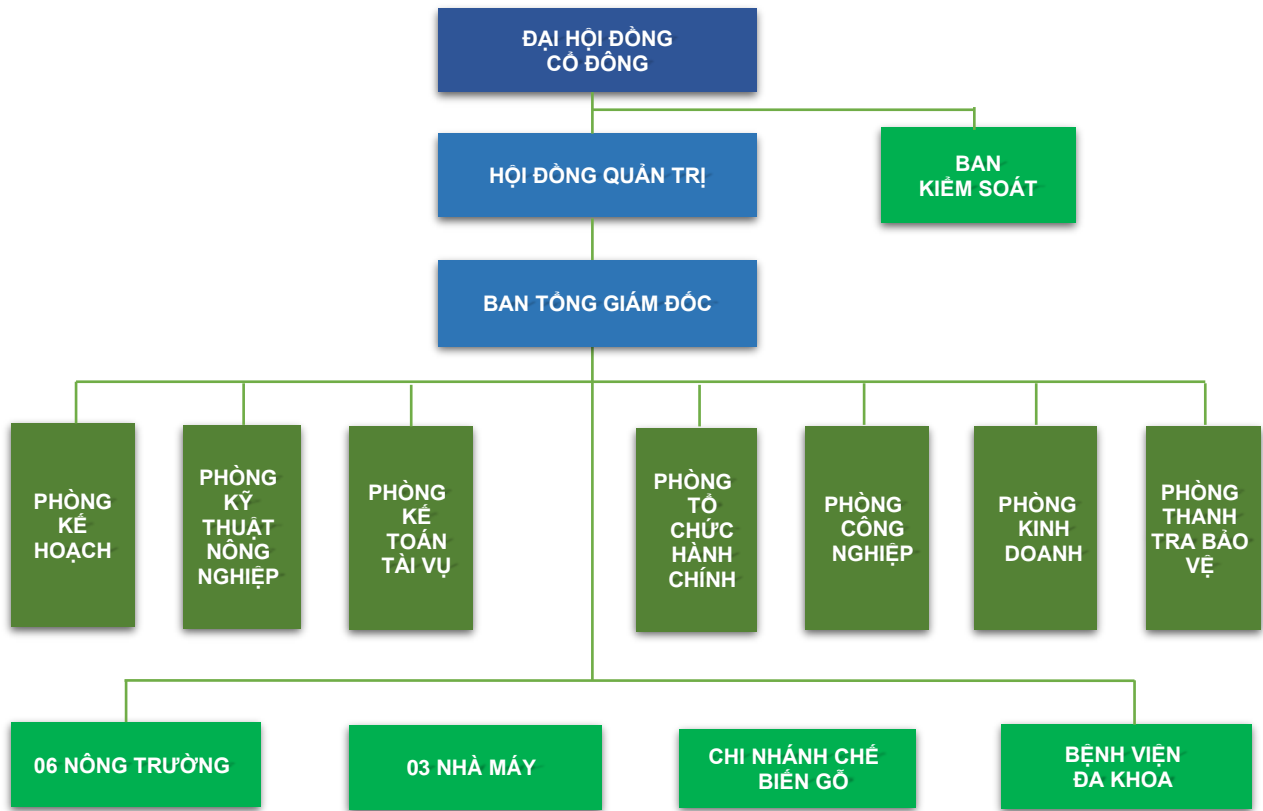 ĐẠI HỘI ĐỒNG
CỔ ĐÔNG
HỘI ĐỒNG QUẢN TRỊ
BAN
KIỂM SOÁT
BAN TỔNG GIÁM ĐỐC
PHÒNG
KẾ
HOẠCH
PHÒNG
KỸ
THUẬT
NÔNG
NGHIỆP
PHÒNG
KẾ
TOÁN
TÀI VỤ
PHÒNG
TỔ
CHỨC
HÀNH
CHÍNH
PHÒNG
CÔNG
NGHIỆP
PHÒNG
KINH
DOANH
PHÒNG
THANH
TRA BẢO
VỆ
06 NÔNG TRƯỜNG
03 NHÀ MÁY
CHI NHÁNH CHẾ
BIẾN GỖ
BỆNH VIỆN
ĐA KHOA